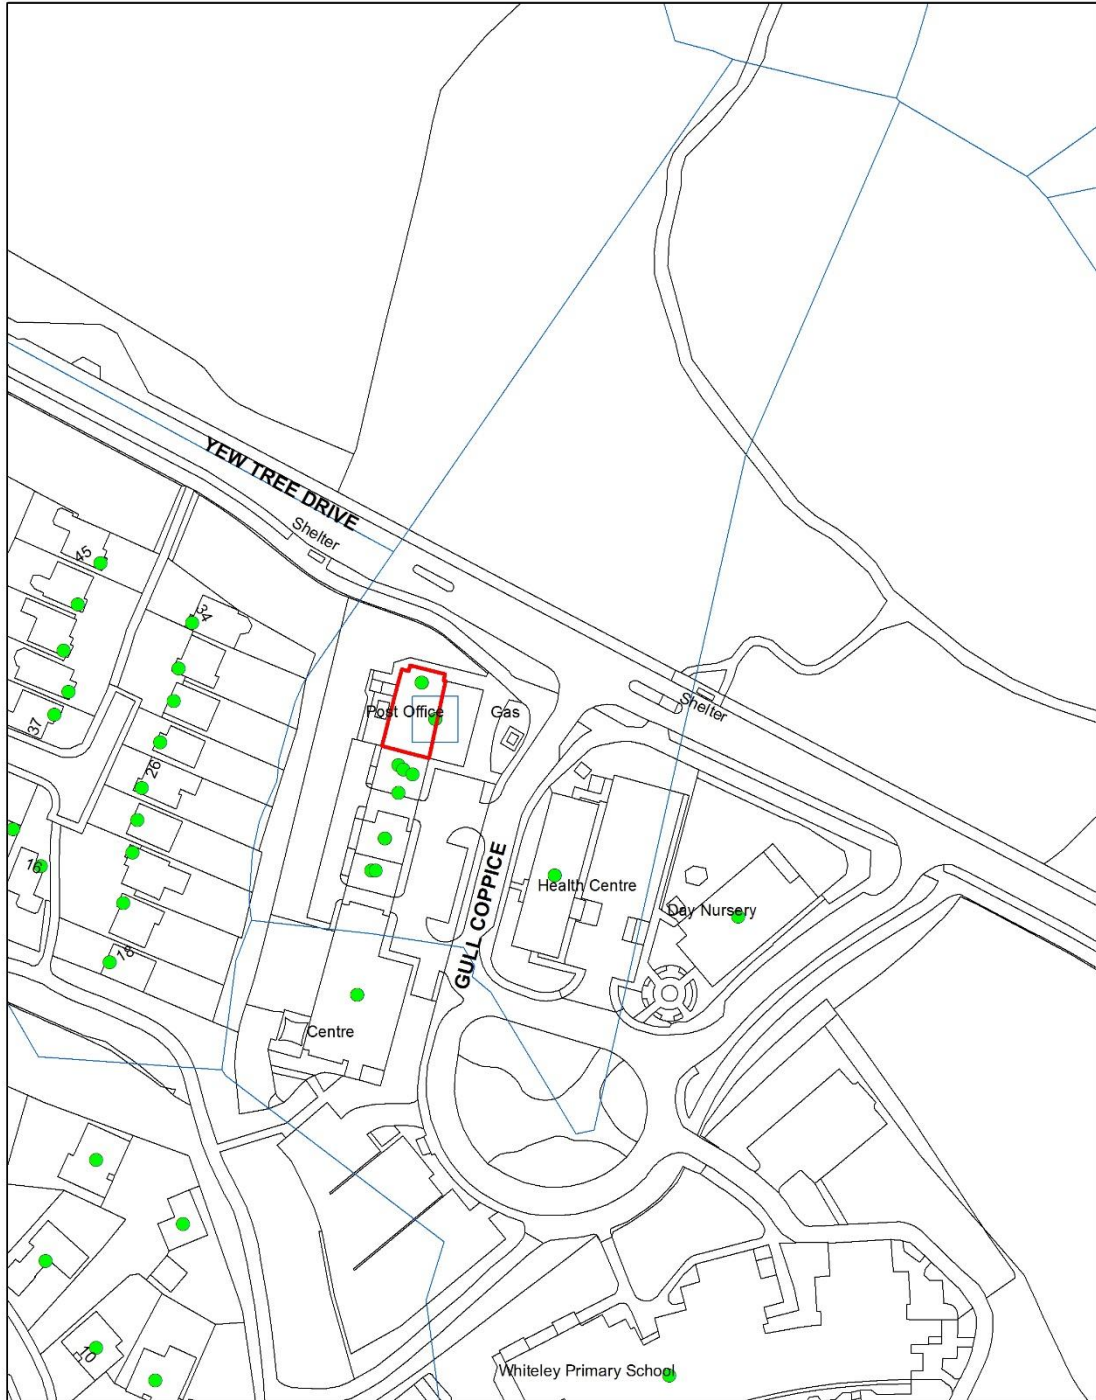 YEW TREE DRIVE
Shelter
45
34
37
Post Office
Gas
Shelter
26
16
Health Centre
Day Nursery
GULL COPPICE
18
Centre
10
Whiteley Primary School